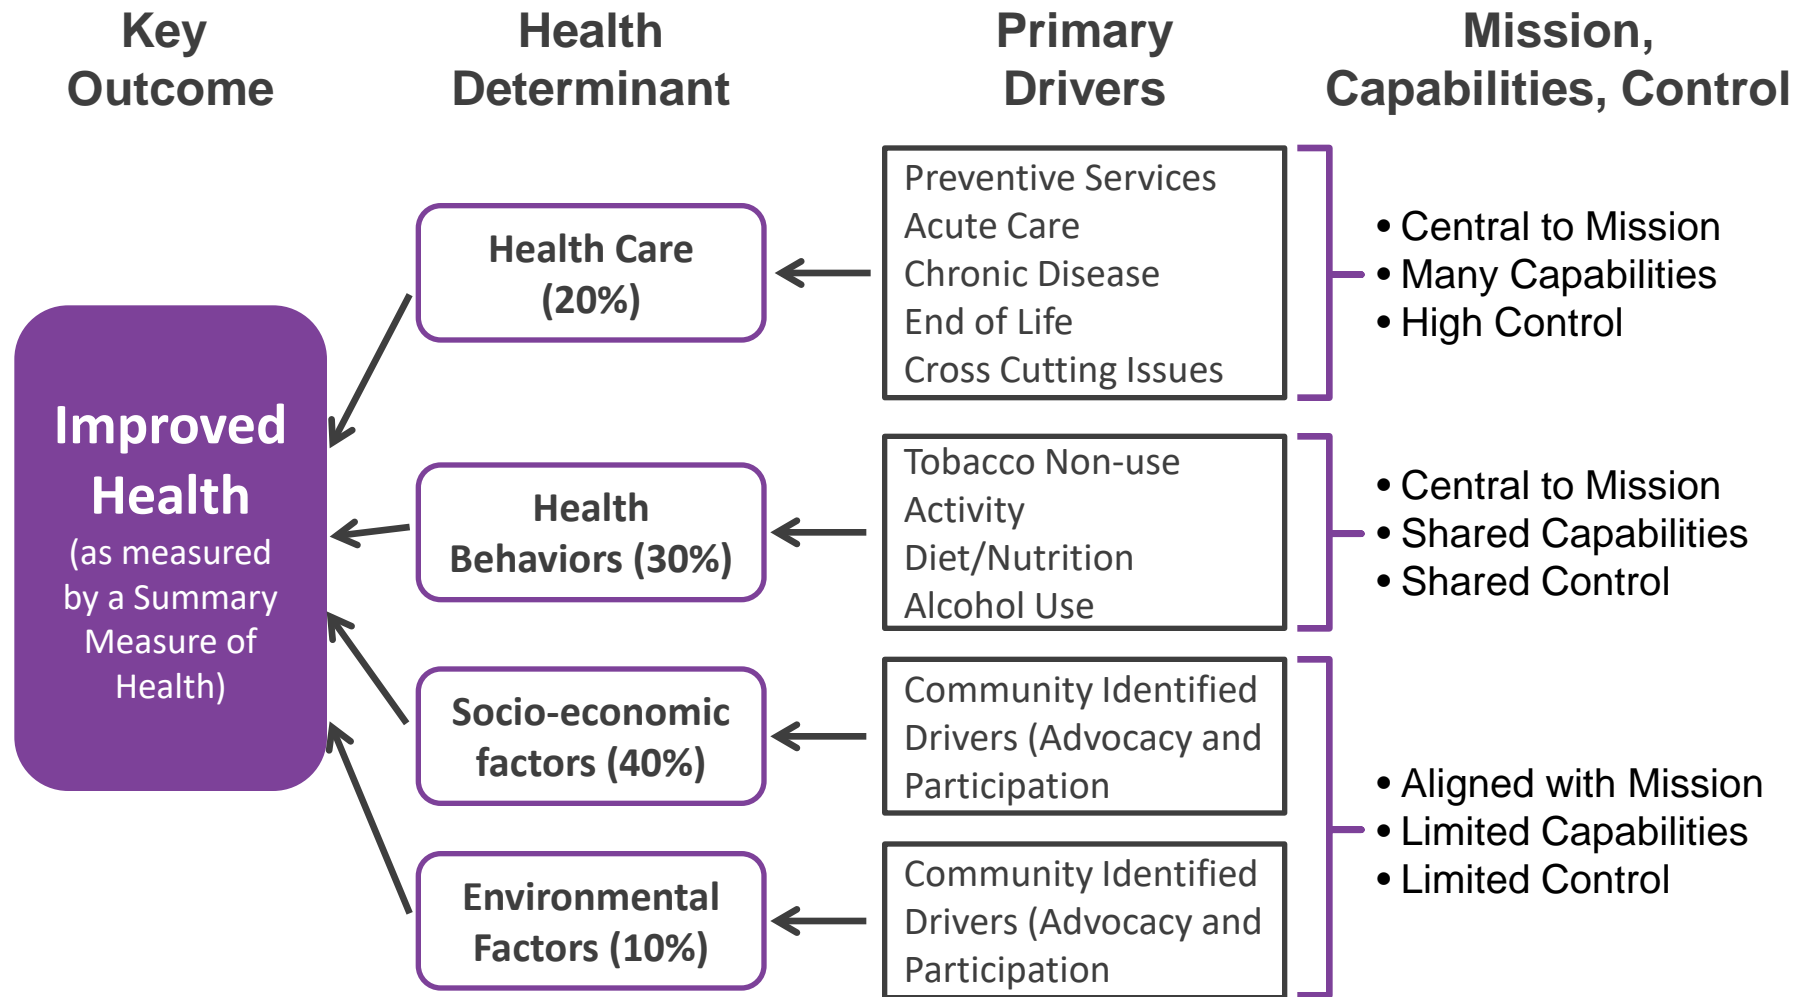 Key
Outcome
Health
Determinant
Primary
Drivers
Mission,
Capabilities, Control
Improved
Health
(as measured
by a Summary
Measure of
Health)
Health Care
(20%)
Preventive Services
Acute Care
Chronic Disease
End of Life
Cross Cutting Issues
• Central to Mission
• Many Capabilities
• High Control
Health
Behaviors (30%)
Tobacco Non-use
Activity
Diet/Nutrition
Alcohol Use
• Central to Mission
• Shared Capabilities
• Shared Control
Socio-economic
factors (40%)
Community Identified
Drivers (Advocacy and
Participation
Environmental
Factors (10%)
Community Identified
Drivers (Advocacy and
Participation
• Aligned with Mission
• Limited Capabilities
• Limited Control